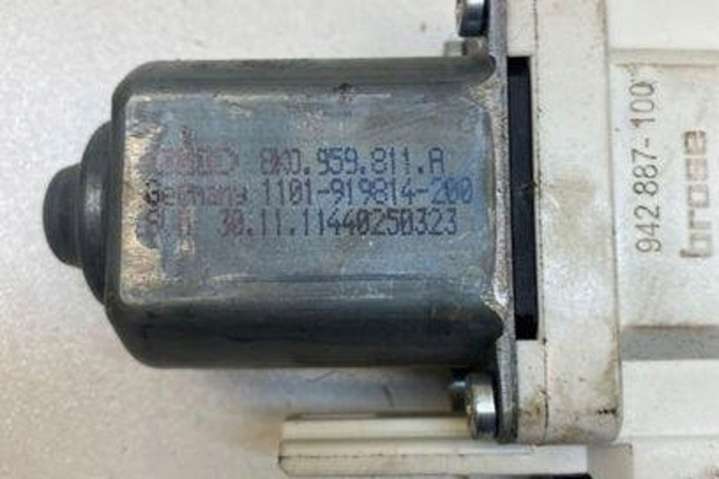 8K0.959.811.A
Germany 1101-919814-200
30.11.11440250323
942 887-100
brose